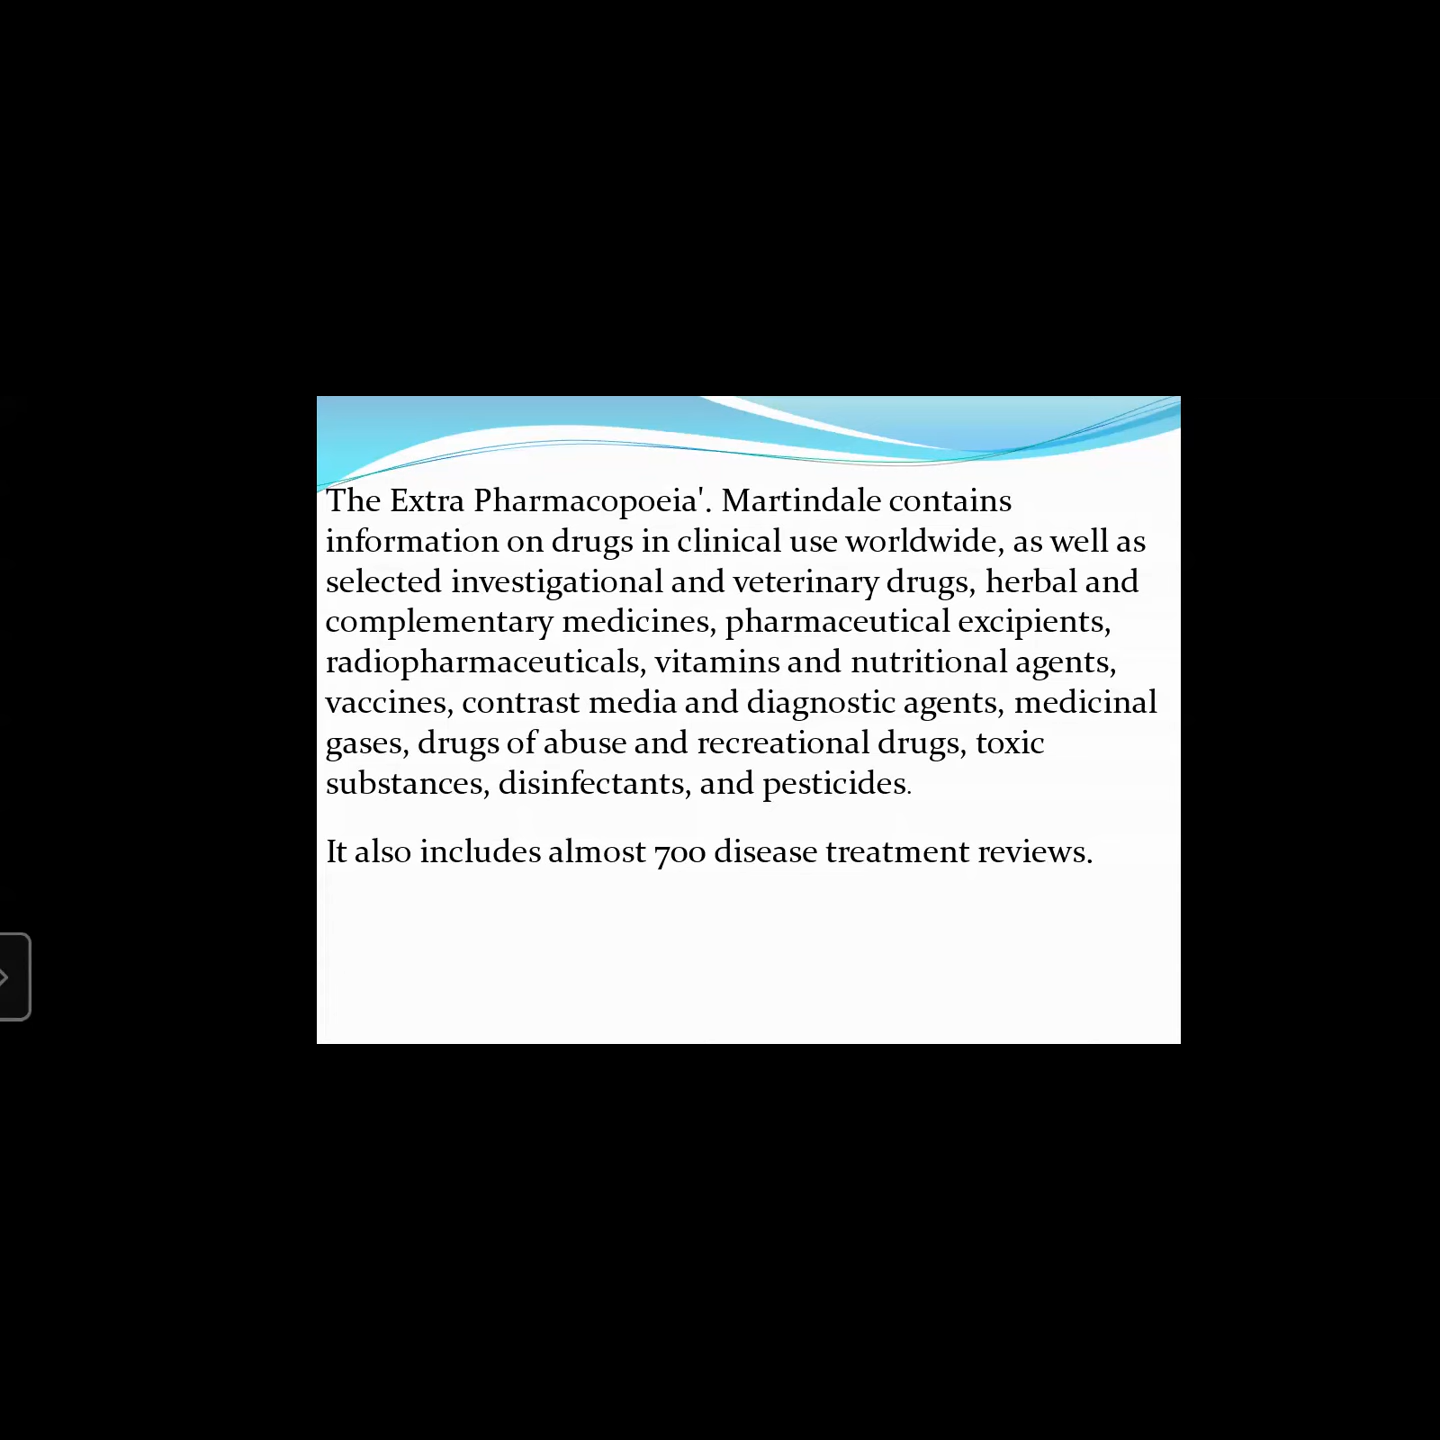 The Extra Pharmacopoeia'. Martindale contains
information on drugs in clinical use worldwide, as well as
selected investigational and veterinary drugs, herbal and
complementary medicines, pharmaceutical excipients,
radiopharmaceuticals, vitamins and nutritional agents,
vaccines, contrast media and diagnostic agents, medicinal
gases, drugs of abuse and recreational drugs, toxic
substances, disinfectants, and pesticides.
It also includes almost 700 disease treatment reviews.